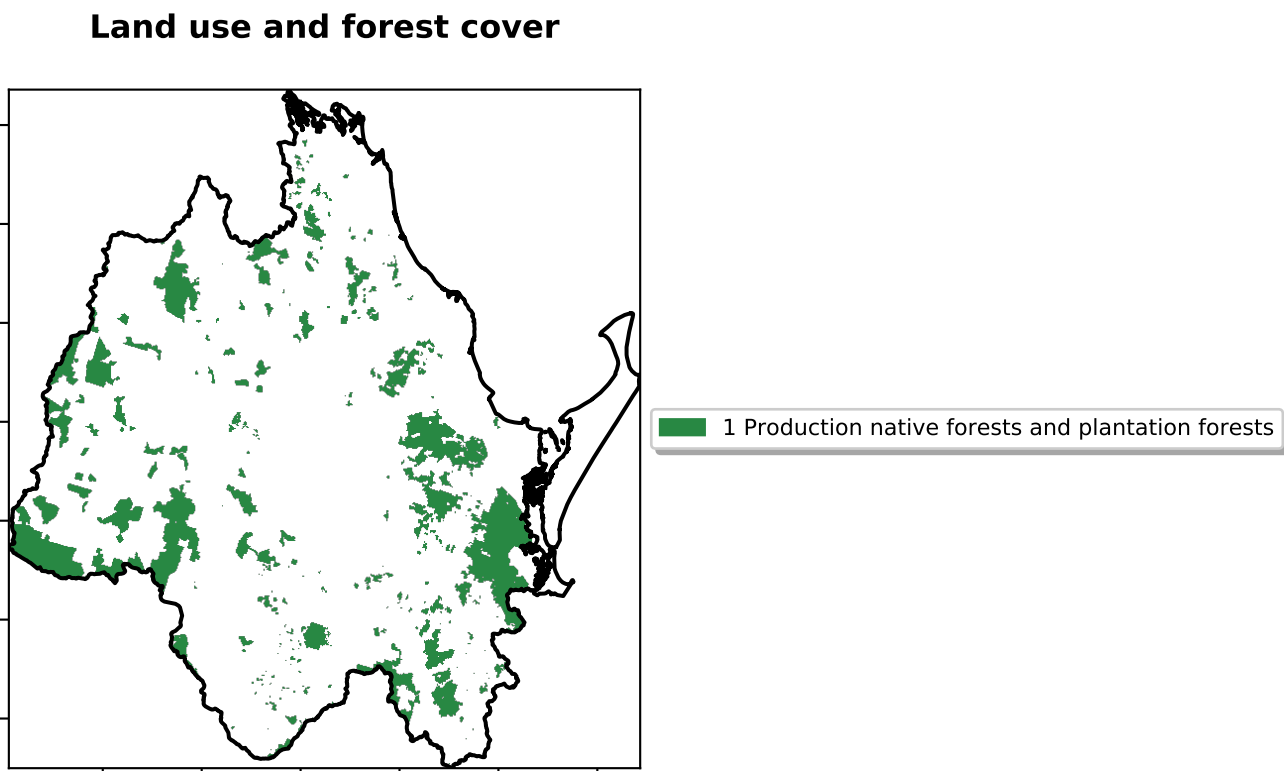 Land use and forest cover
1 Production native forests and plantation forests